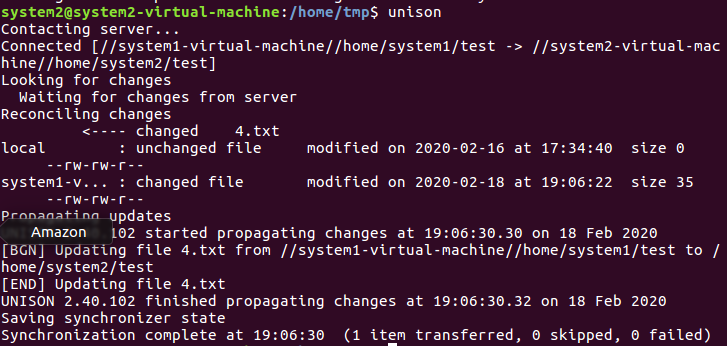 system2@system2-virtual-machine:/home/tmp$ unison
Contacting server...
Connected [//system1-virtual-machine//home/system1/test -> //system2-virtual-mac
hine//home/system2/test]
Looking for changes
  Waiting for changes from server
Reconciling changes
         <---- changed    4.txt
local        : unchanged file     modified on 2020-02-16 at 17:34:40  size 0
     --rw-rw-r--
system1-v... : changed file       modified on 2020-02-18 at 19:06:22  size 35
     --rw-rw-r--
Propagating updates
Amazon
.102 started propagating changes at 19:06:30.30 on 18 Feb 2020
[BGN] Updating file 4.txt from //system1-virtual-machine//home/system1/test to /
home/system2/test
[END] Updating file 4.txt
UNISON 2.40.102 finished propagating changes at 19:06:30.32 on 18 Feb 2020
Saving synchronizer state
Synchronization complete at 19:06:30  (1 item transferred, 0 skipped, 0 failed)